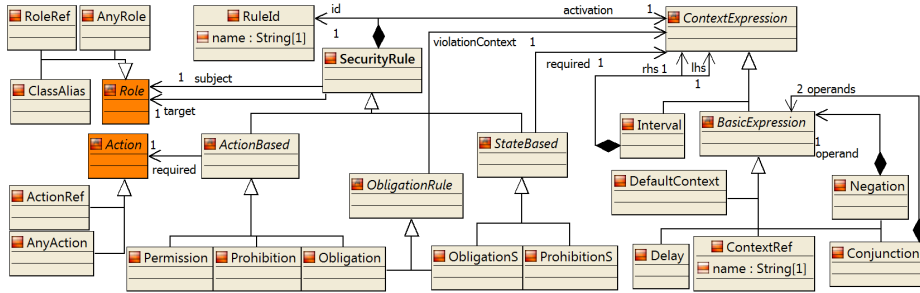 RoleRef
AnyRole
RuleId
name : String[1]
id
1
activation
1
ContextExpression
violationContext
SecurityRule
required
1
rhs 1
lhs
1
ClassAlias
Role
1
subject
1
target
2 operands
Interval
BasicExpression
1
operand
Action
1
required
ActionBased
StateBased
ActionRef
ObligationRule
DefaultContext
Negation
AnyAction
Permission
Prohibition
Obligation
ObligationS
ProhibitionS
Delay
ContextRef
name : String[1]
Conjunction